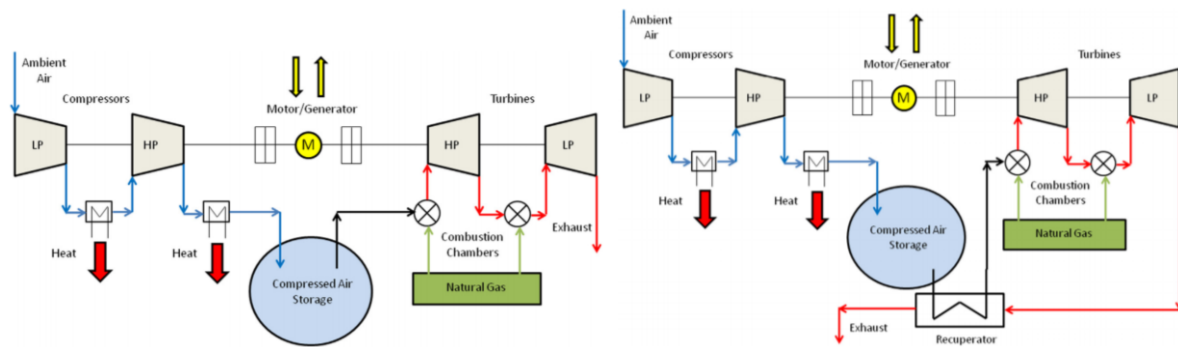 Ambient
Air
Compressors
Motor/Generator
Turbines
LP
HP
M
HP
LP
Heat
Heat
Combustion
Chambers
Exhaust
Compressed Air
Storage
Natural Gas
Ambient
Air
Compressors
Motor/Generator
Turbines
LP
HP
M
HP
LP
Heat
Heat
Combustion
Chambers
Compressed Air
Storage
Natural Gas
Exhaust
Recuperator